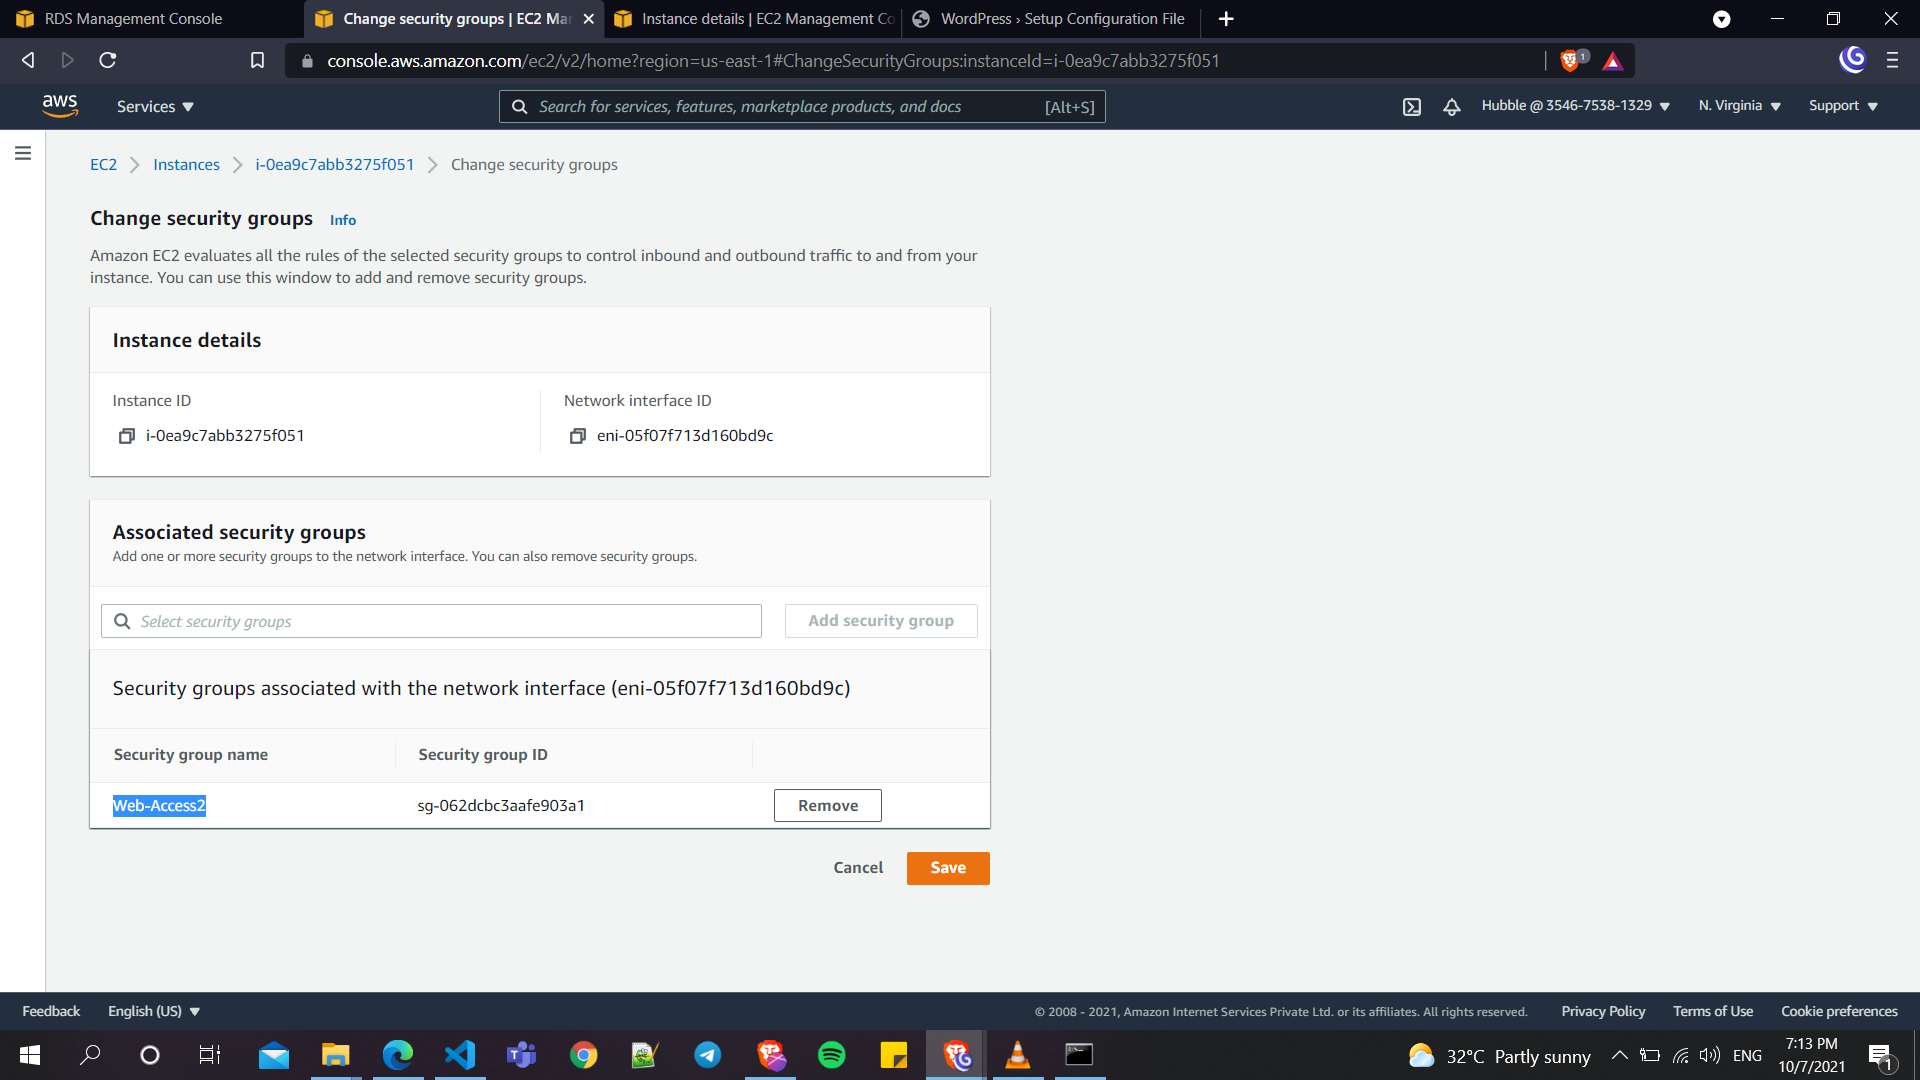 RDS Management Console
Change security groups | EC2 Ma
Instance details | EC2 Management Co
WordPress › Setup Configuration File
console.aws.amazon.com/ec2/v2/home?region=us-east-1#ChangeSecurityGroups:instanceId=i-0ea9c7abb3275f051
1
aws
Services
Search for services, features, marketplace products, and docs
[Alt+S]
Hubble @ 3546-7538-1329
N. Virginia
Support
EC2
Instances
i-0ea9c7abb3275f051
Change security groups
Change security groups Info
Amazon EC2 evaluates all the rules of the selected security groups to control inbound and outbound traffic to and from your
instance. You can use this window to add and remove security groups.
Instance details
Instance ID
Network interface ID
i-0ea9c7abb3275f051
eni-05f07f713d160bd9c
Associated security groups
Add one or more security groups to the network interface. You can also remove security groups.
Select security groups
Add security group
Security groups associated with the network interface (eni-05f07f713d160bd9c)
Security group name
Security group ID
Web-Access2
sg-062dcbc3aafe903a1
Remove
Cancel
Save
Feedback
English (US)
© 2008 - 2021, Amazon Internet Services Private Ltd. or its affiliates. All rights reserved.
Privacy Policy
Terms of Use
Cookie preferences
32°C Partly sunny
ENG
7:13 PM
10/7/2021
1